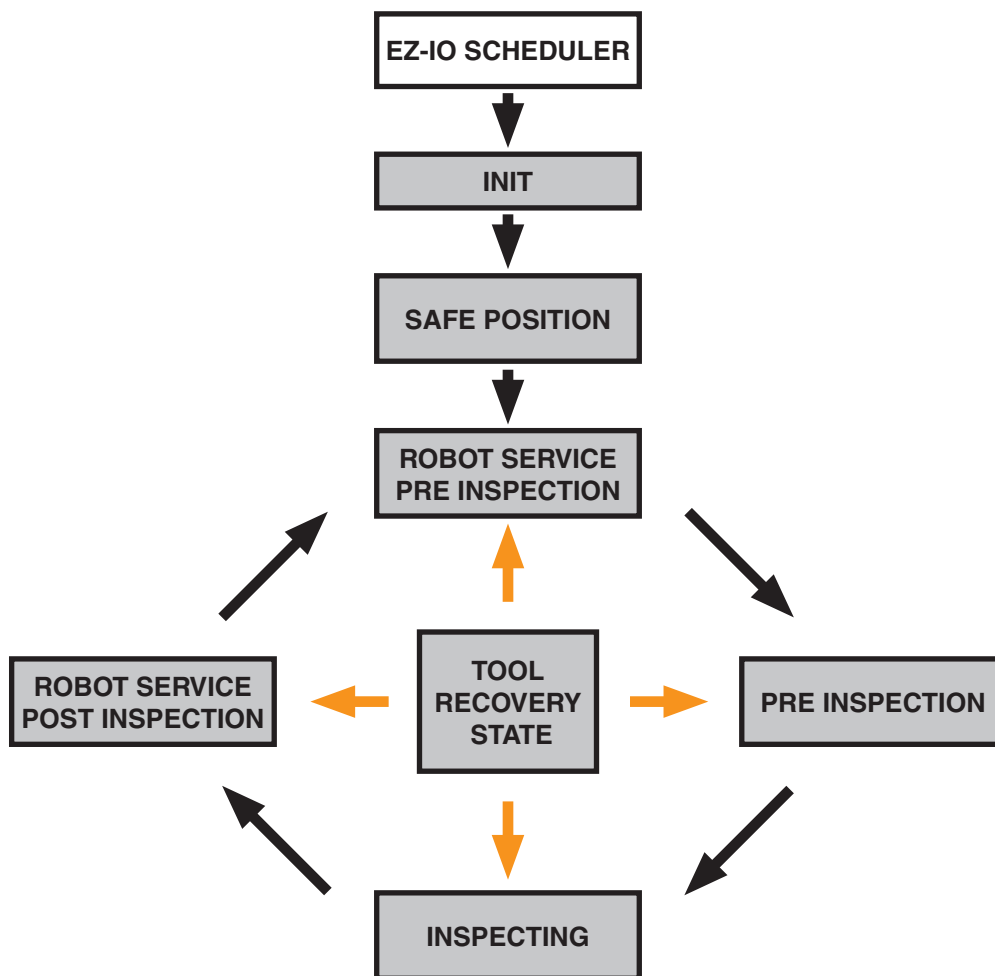 EZ-IO SCHEDULER
INIT
SAFE POSITION
ROBOT SERVICE
PRE INSPECTION
ROBOT SERVICE
POST INSPECTION
TOOL
RECOVERY
STATE
PRE INSPECTION
INSPECTING